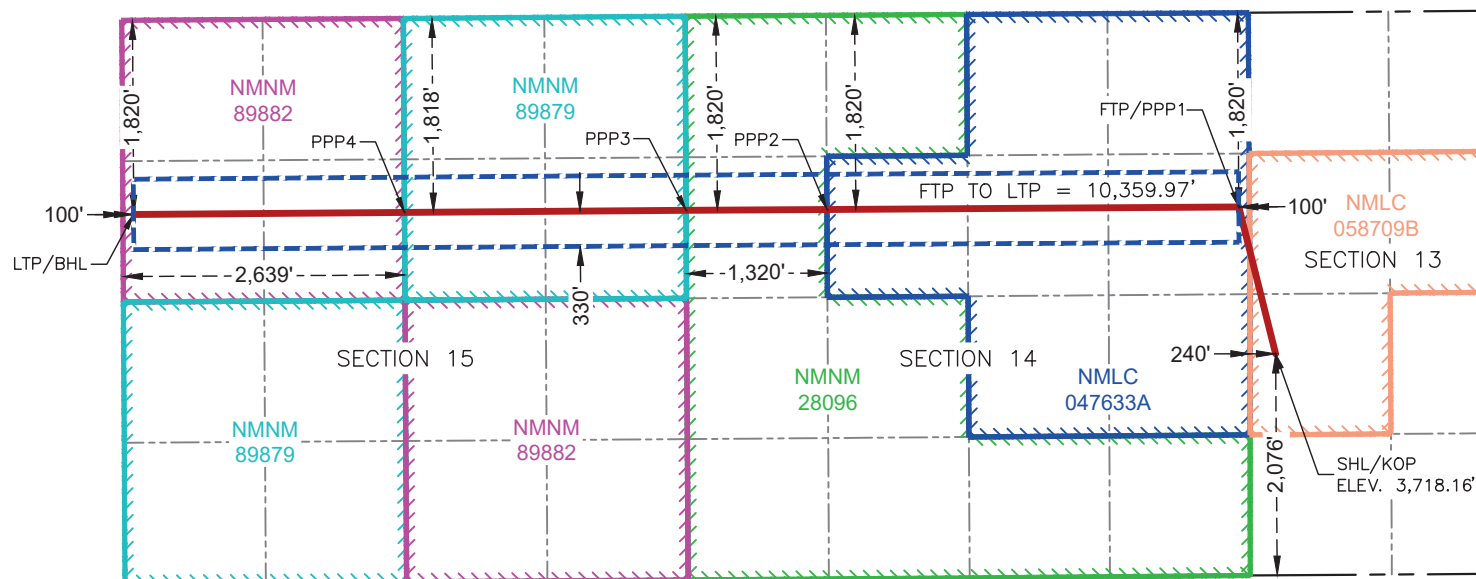 1,820'
NMNM
89882
1,818'
NMNM
89879
1,820'
1,820'
1,820'
FTP/PPP1
PPP4
PPP3
PPP2
FTP TO LTP = 10,359.97'
100'
100'
NMLC
058709B
SECTION 13
LTP/BHL
2,639'
330'
1,320'
SECTION 15
SECTION 14
240'
NMNM
28096
NMLC
047633A
NMNM
89879
NMNM
89882
2,076'
SHL/KOP
ELEV. 3,718.16'